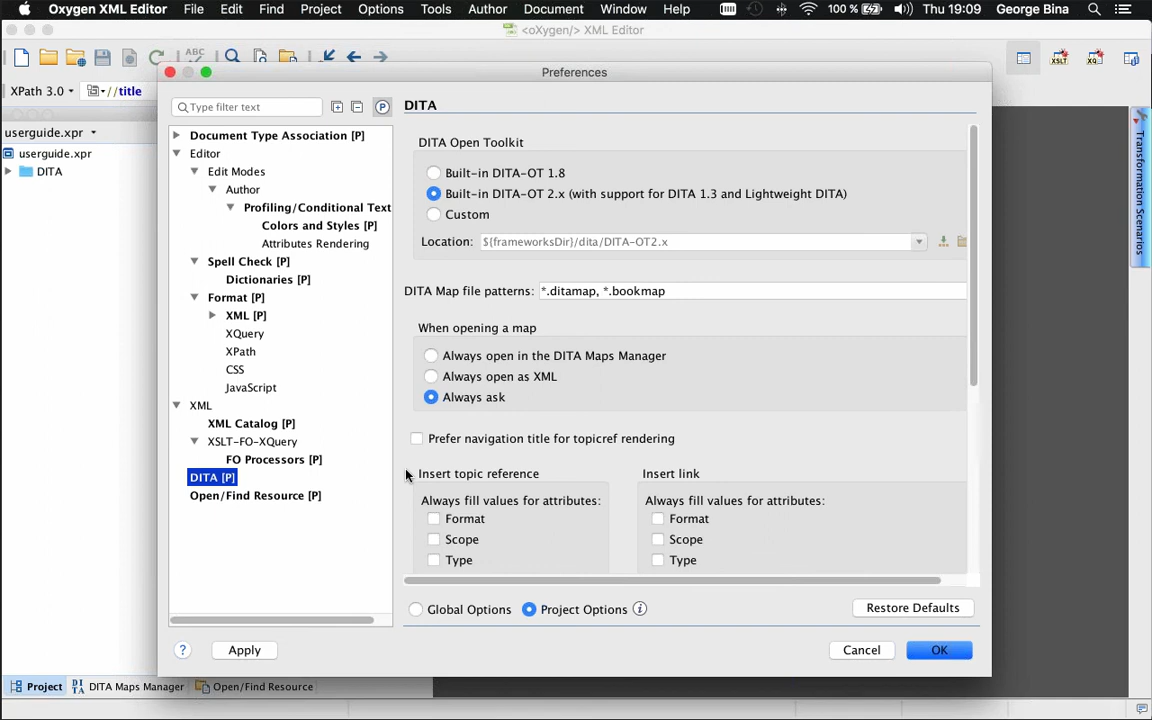 Oxygen XML Editor File Edit Find Project Options Tools Author Document Window Help 100 % Thu 19:09 George Bina
<oXygen/> XML Editor
ABC
XSLT XQ
XPath 3.0 //title
Preferences
Type filter text
P
DITA
userguide.xpr
userguide.xpr
DITA
Document Type Association [P]
Editor
Edit Modes
Author
Profiling/Conditional Text
Colors and Styles [P]
Attributes Rendering
Spell Check [P]
Dictionaries [P]
Format [P]
XML [P]
XQuery
XPath
CSS
JavaScript
XML
XML Catalog [P]
XSLT-FO-XQuery
FO Processors [P]
DITA [P]
Open/Find Resource [P]
DITA Open Toolkit
Built-in DITA-OT 1.8
Built-in DITA-OT 2.x (with support for DITA 1.3 and Lightweight DITA)
Custom
Location: ${frameworksDir}/dita/DITA-OT2.x
DITA Map file patterns: *.ditamap, *.bookmap
When opening a map
Always open in the DITA Maps Manager
Always open as XML
Always ask
Prefer navigation title for topicref rendering
Insert topic reference
Always fill values for attributes:
Format
Scope
Type
Insert link
Always fill values for attributes:
Format
Scope
Type
Global Options Project Options
Restore Defaults
? Apply Cancel OK
Transformation Scenarios
Project DITA Maps Manager Open/Find Resource